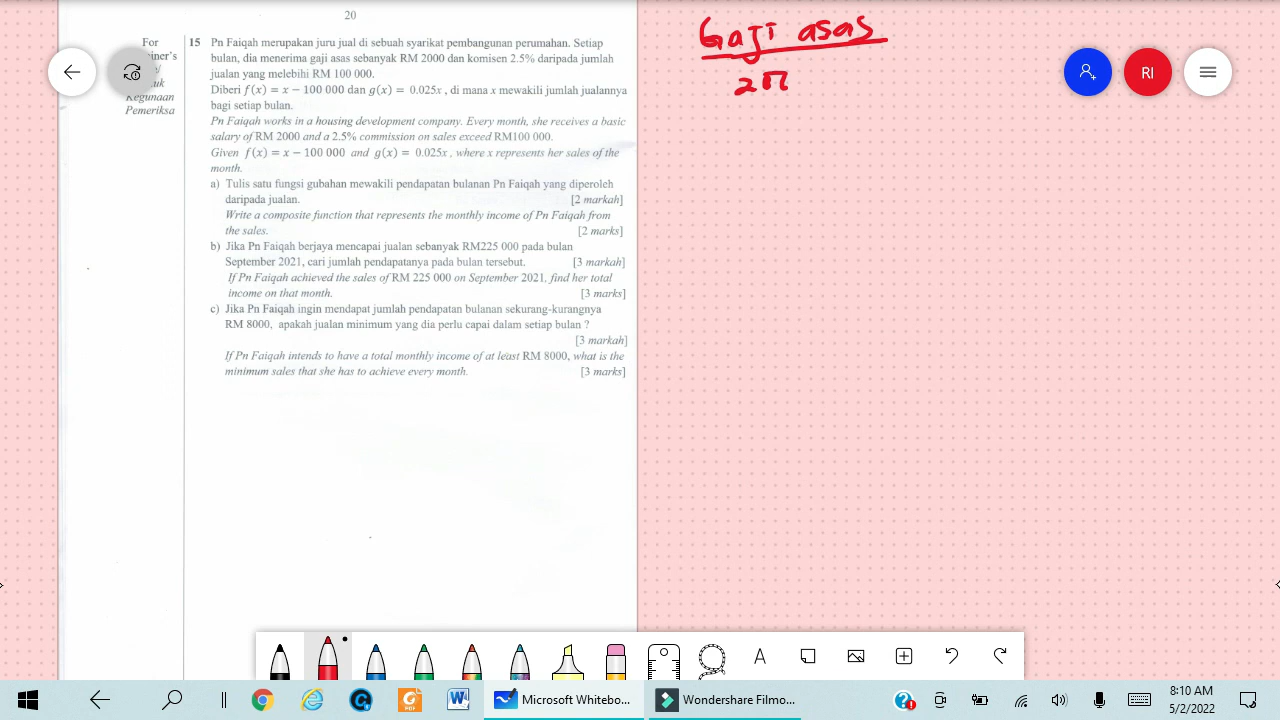 20
For
iner's
Kegunaan
Pemeriksa
15 Pn Faiqah merupakan juru jual di sebuah syarikat pembangunan perumahan. Setiap
bulan, dia menerima gaji asas sebanyak RM 2000 dan komisen 2.5% daripada jumlah
jualan yang melebihi RM 100 000.
Diberi f(x) = x − 100 000 dan g(x) = 0.025x , di mana x mewakili jumlah jualannya
bagi setiap bulan.
Pn Faiqah works in a housing development company. Every month, she receives a basic
salary of RM 2000 and a 2.5% commission on sales exceed RM100 000.
Given f(x) = x − 100 000 and g(x) = 0.025x , where x represents her sales of the
month.
a) Tulis satu fungsi gubahan mewakili pendapatan bulanan Pn Faiqah yang diperoleh
daripada jualan. [2 markah]
Write a composite function that represents the monthly income of Pn Faiqah from
the sales. [2 marks]
b) Jika Pn Faiqah berjaya mencapai jualan sebanyak RM225 000 pada bulan
September 2021, cari jumlah pendapatanya pada bulan tersebut. [3 markah]
If Pn Faiqah achieved the sales of RM 225 000 on September 2021, find her total
income on that month. [3 marks]
c) Jika Pn Faiqah ingin mendapat jumlah pendapatan bulanan sekurang-kurangnya
RM 8000, apakah jualan minimum yang dia perlu capai dalam setiap bulan ?
[3 markah]
If Pn Faiqah intends to have a total monthly income of at least RM 8000, what is the
minimum sales that she has to achieve every month. [3 marks]
Gaji asas
RI
A
Microsoft Whitebo...
Wondershare Filmo...
8:10 AM
5/2/2022